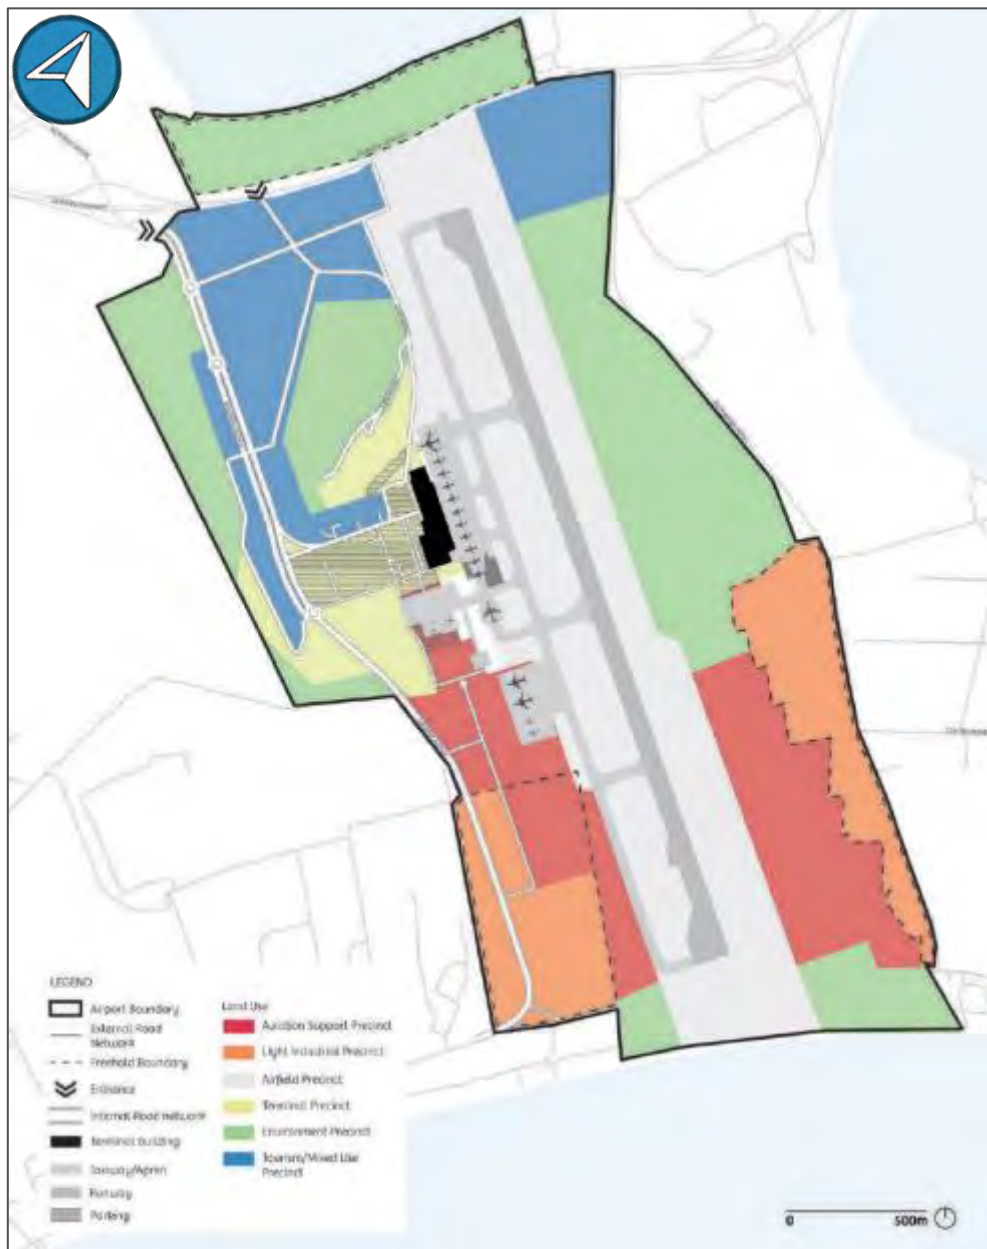 LEGEND
Airport Boundary
External Road
Network
Freehold Boundary
Entrance
Internal Road network
Terminal building
Taxiway/Apron
Runway
Parking
Land Use
Aviation Support Precinct
Light Industrial Precinct
Airfield Precinct
Terminal Precinct
Environment Precinct
Tourism/Mixed Use
Precinct
0 500m